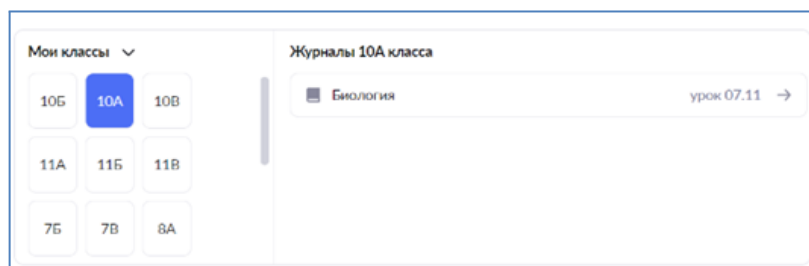 Мои классы
10Б 10А 10В
11А 11Б 11В
7Б 7В 8А
Журналы 10А класса
Биология урок 07.11 →